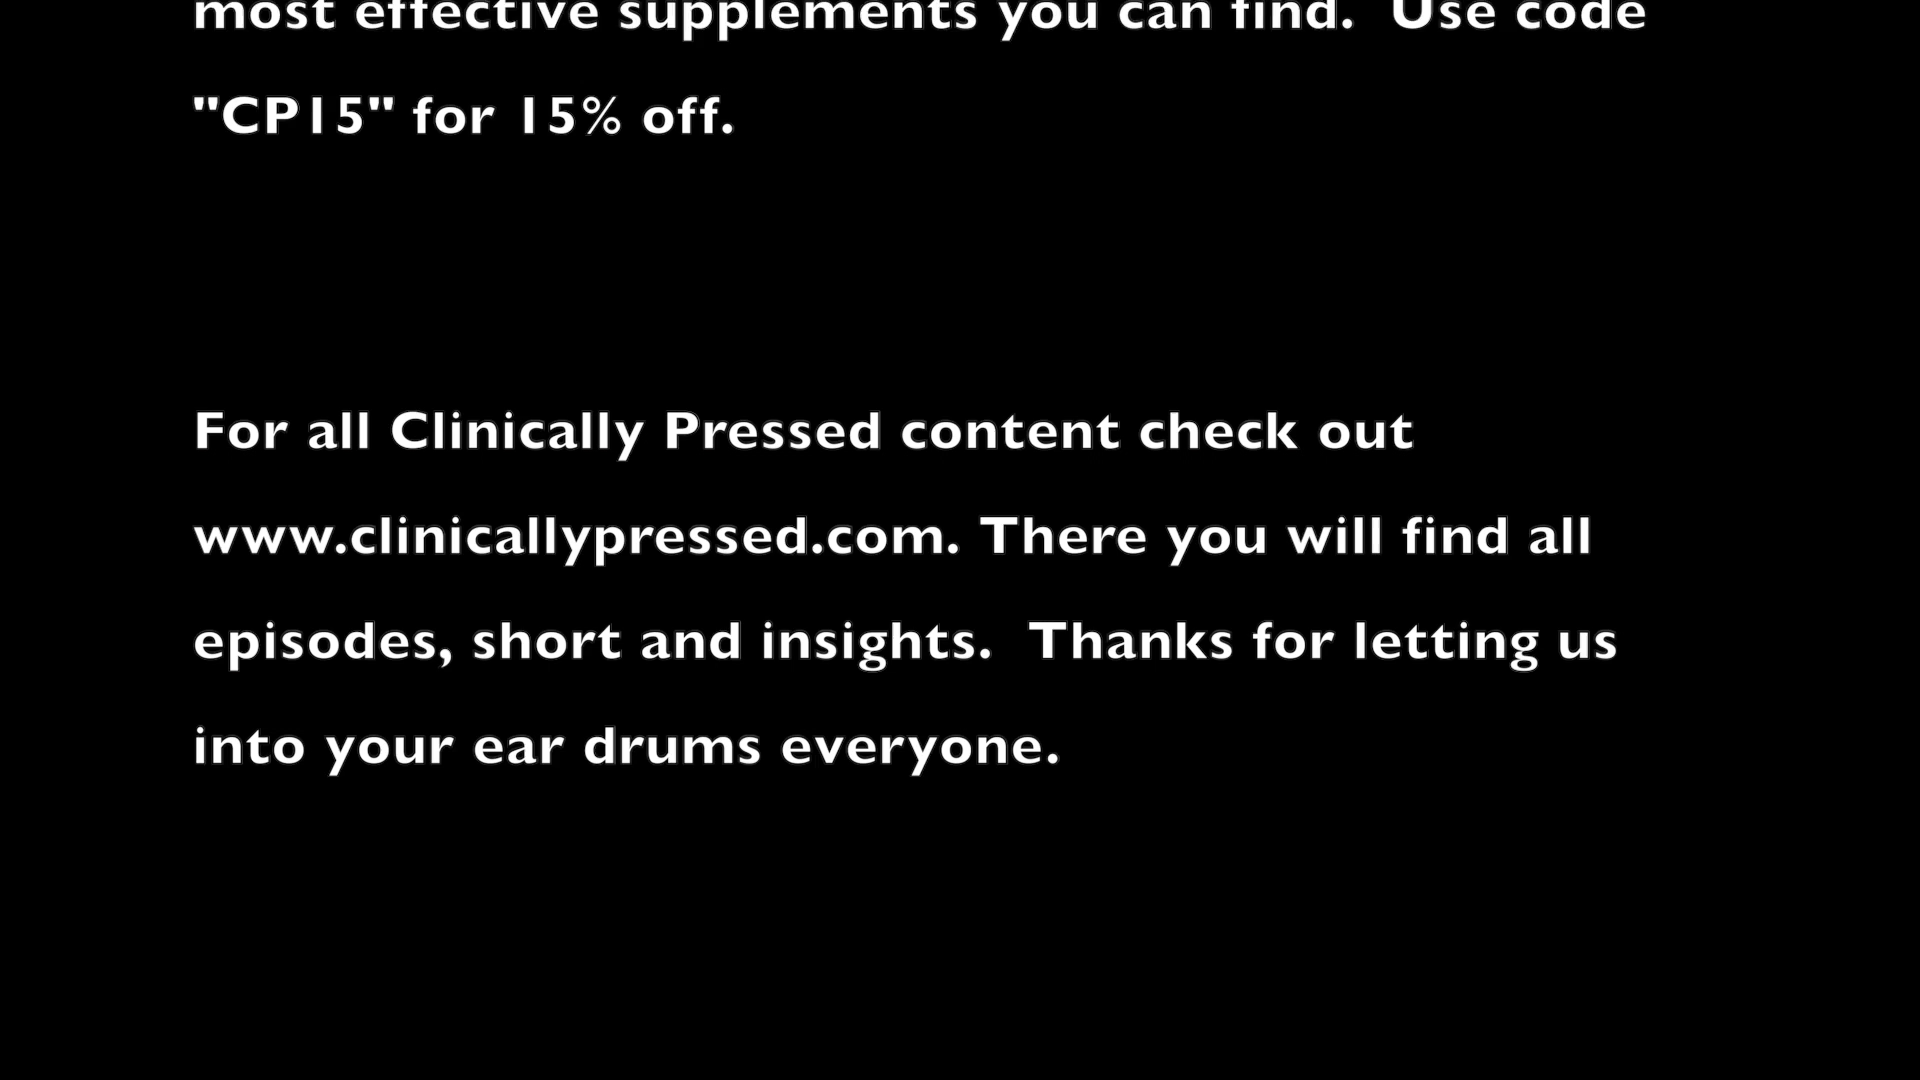 most effective supplements you can find.  Use code
"CP15" for 15% off.
For all Clinically Pressed content check out
www.clinicallypressed.com. There you will find all
episodes, short and insights.  Thanks for letting us
into your ear drums everyone.